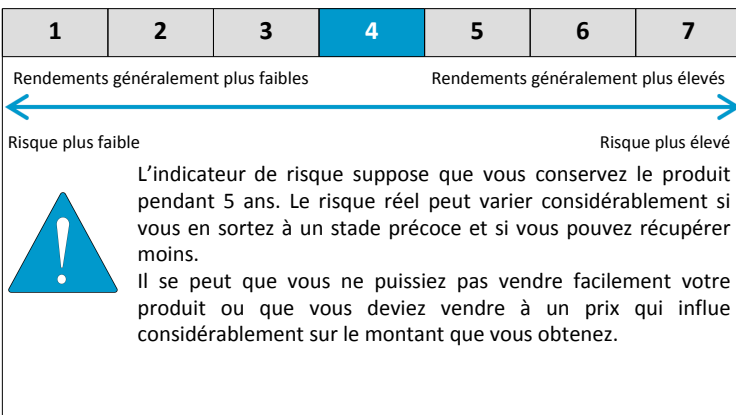 1 2 3 4 5 6 7
Rendements généralement plus faibles Rendements généralement plus élevés
Risque plus faible Risque plus élevé
L'indicateur de risque suppose que vous conservez le produit
pendant 5 ans. Le risque réel peut varier considérablement si
vous en sortez à un stade précoce et si vous pouvez récupérer
moins.
Il se peut que vous ne puissiez pas vendre facilement votre
produit ou que vous deviez vendre à un prix qui influe
considérablement sur le montant que vous obtenez.